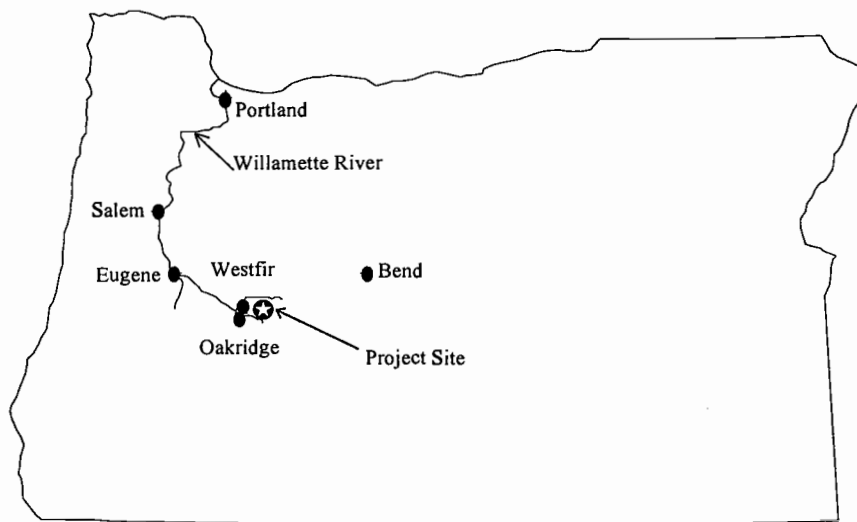 Portland
Willamette River
Salem
Eugene
Westfir
Bend
Oakridge
Project Site